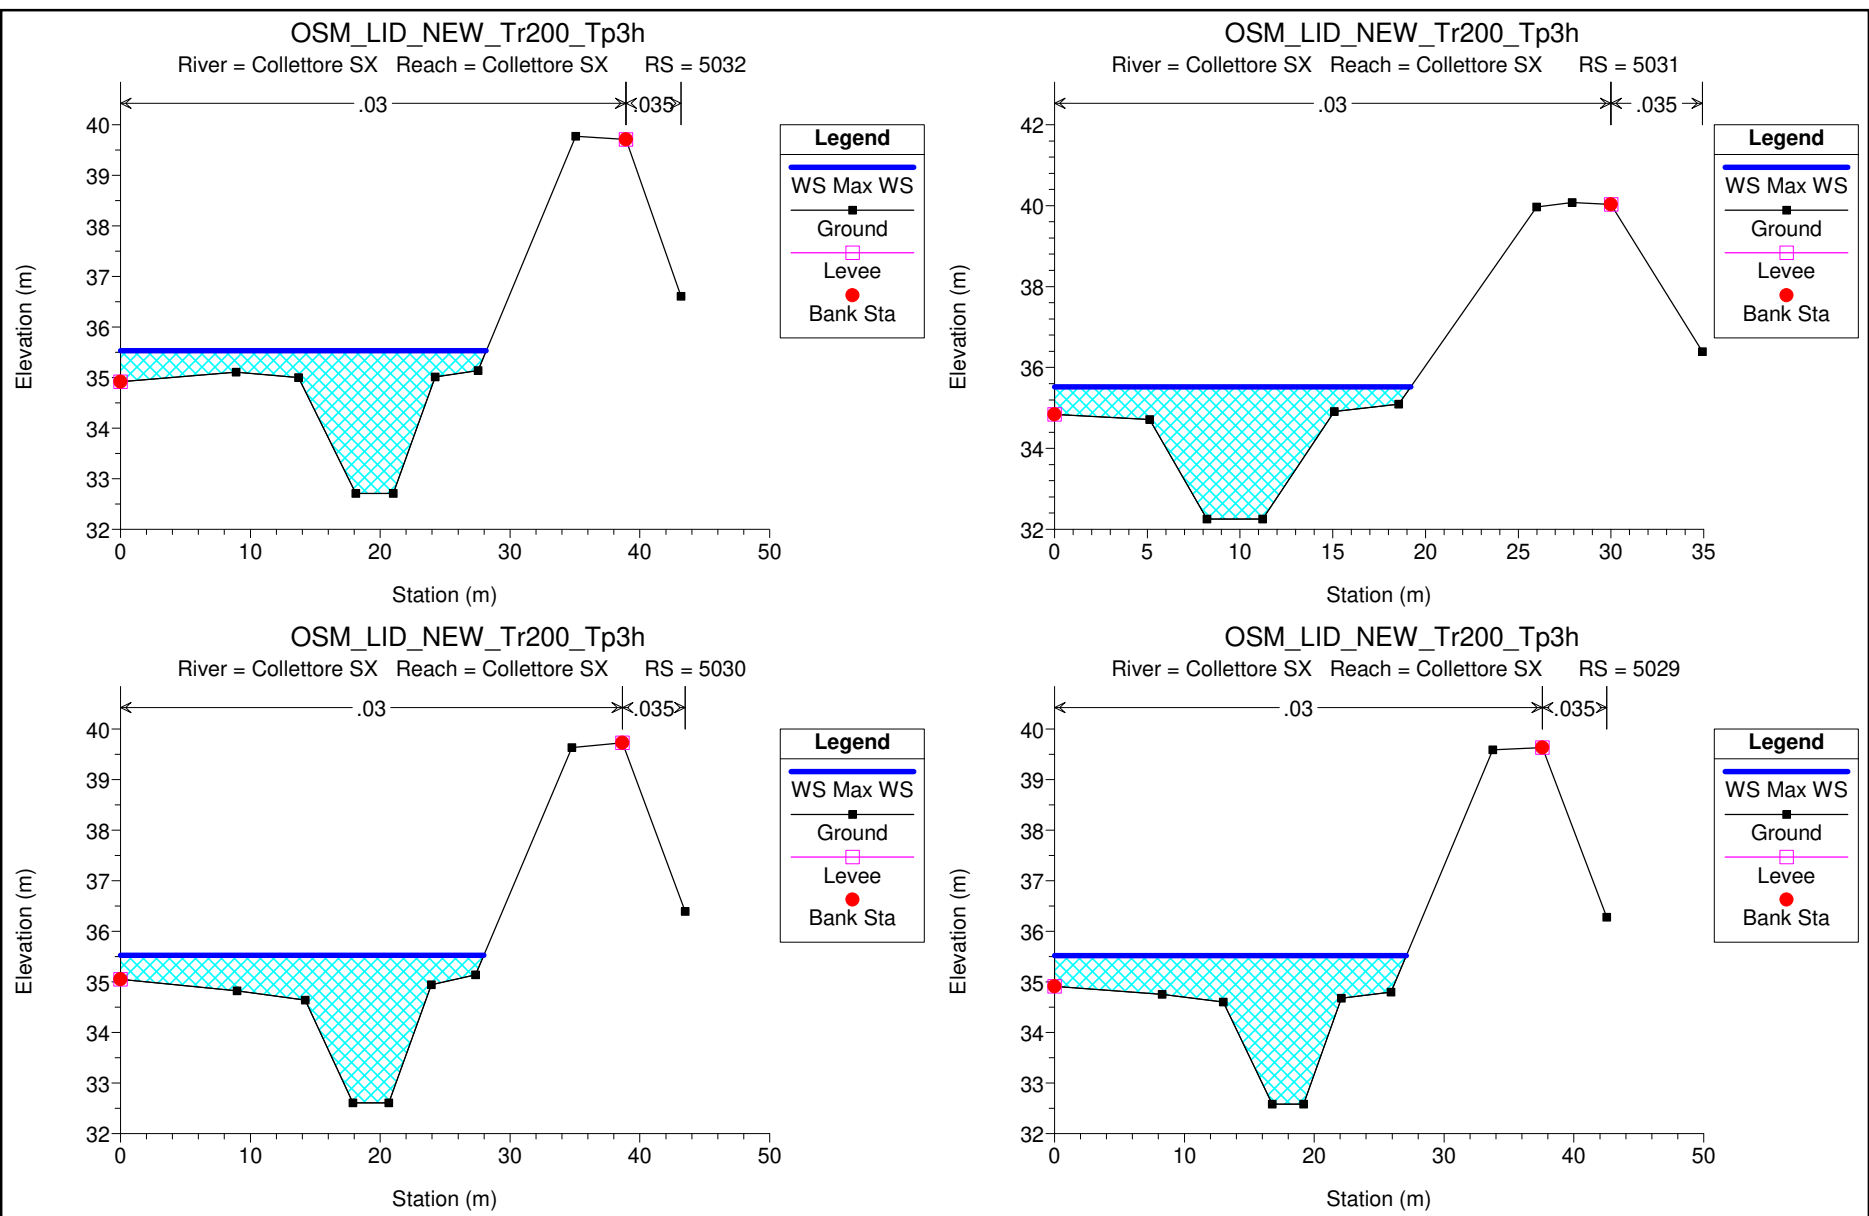 OSM_LID_NEW_Tr200_Tp3h
River = Collettore SX Reach = Collettore SX RS = 5032
.03
.035
40
39
38
37
36
35
34
33
32
0 10 20 30 40 50
Station (m)
Elevation (m)
Legend
WS Max WS
Ground
Levee
Bank Sta
OSM_LID_NEW_Tr200_Tp3h
River = Collettore SX Reach = Collettore SX RS = 5031
.03
.035
42
40
38
36
34
32
0 5 10 15 20 25 30 35
Station (m)
Elevation (m)
Legend
WS Max WS
Ground
Levee
Bank Sta
OSM_LID_NEW_Tr200_Tp3h
River = Collettore SX Reach = Collettore SX RS = 5030
.03
.035
40
39
38
37
36
35
34
33
32
0 10 20 30 40 50
Station (m)
Elevation (m)
Legend
WS Max WS
Ground
Levee
Bank Sta
OSM_LID_NEW_Tr200_Tp3h
River = Collettore SX Reach = Collettore SX RS = 5029
.03
.035
40
39
38
37
36
35
34
33
32
0 10 20 30 40 50
Station (m)
Elevation (m)
Legend
WS Max WS
Ground
Levee
Bank Sta